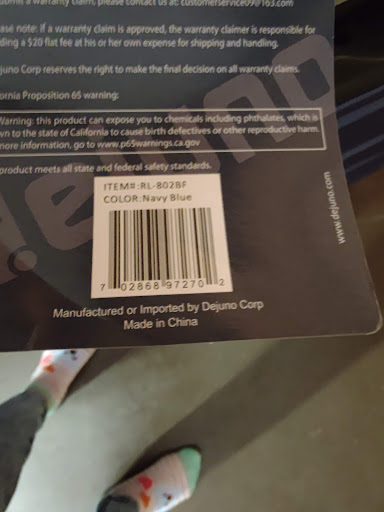 submit a warranty claim, please contact us at: customerservice09@163.com
ase note: if a warranty claim is approved, the warranty claimer is responsible for
ding a $20 flat fee at his or her own expense for shipping and handling.
juno Corp reserves the right to make the final decision on all warranty claims.
ornia Proposition 65 warning:
Warning: this product can expose you to chemicals including phthalates, which is
wn to the state of California to cause birth defectives or other reproductive harm.
more information, go to www.p65warnings.ca.gov
product meets all state and federal safety standards.
ITEM#:RL-802BF
COLOR:Navy Blue
7 02868 97270 2
Manufactured or Imported by Dejuno Corp
Made in China
www.dejuno.com
dejuno